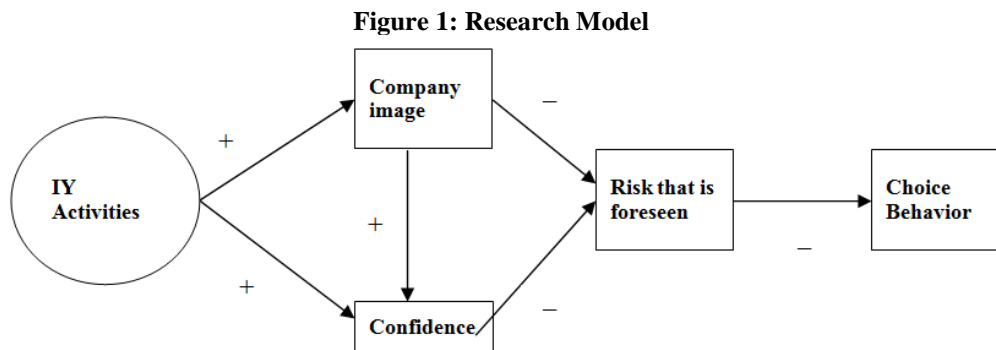 Figure 1: Research Model
Company
image
–
+
IY
Activities
Risk that is
foreseen
Choice
Behavior
+
–
+
–
Confidence